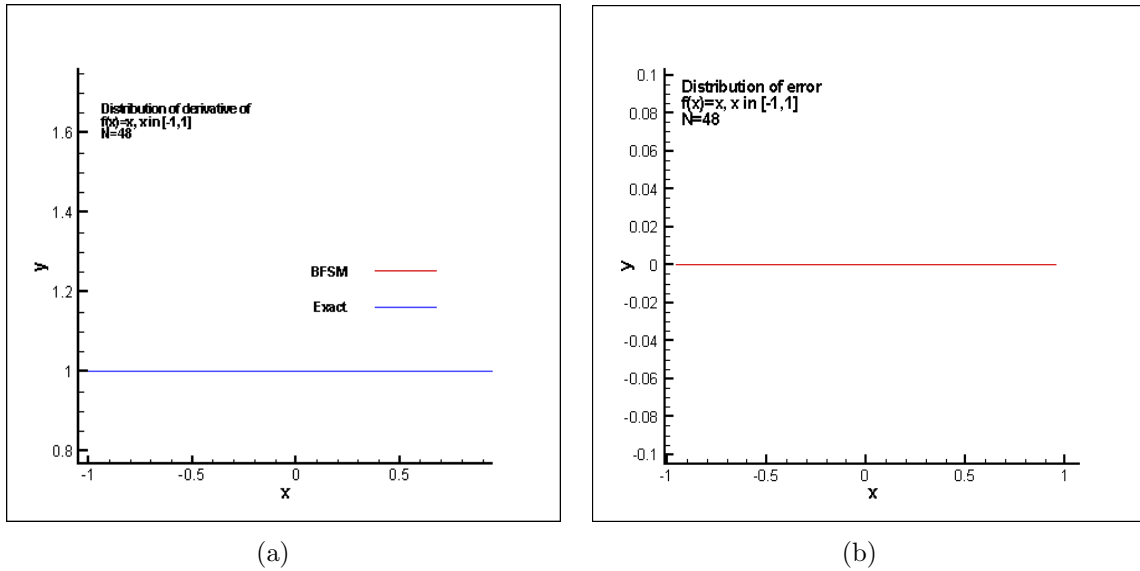 Distribution of derivative of
f(x)=x, x in [-1,1]
N=48
1.6
1.4
1.2
1
0.8
y
BFSM
Exact
-1
-0.5
0
0.5
x
(a)
Distribution of error
f(x)=x, x in [-1,1]
N=48
0.1
0.08
0.06
0.04
0.02
0
-0.02
-0.04
-0.06
-0.08
-0.1
y
-1
-0.5
0
0.5
1
x
(b)